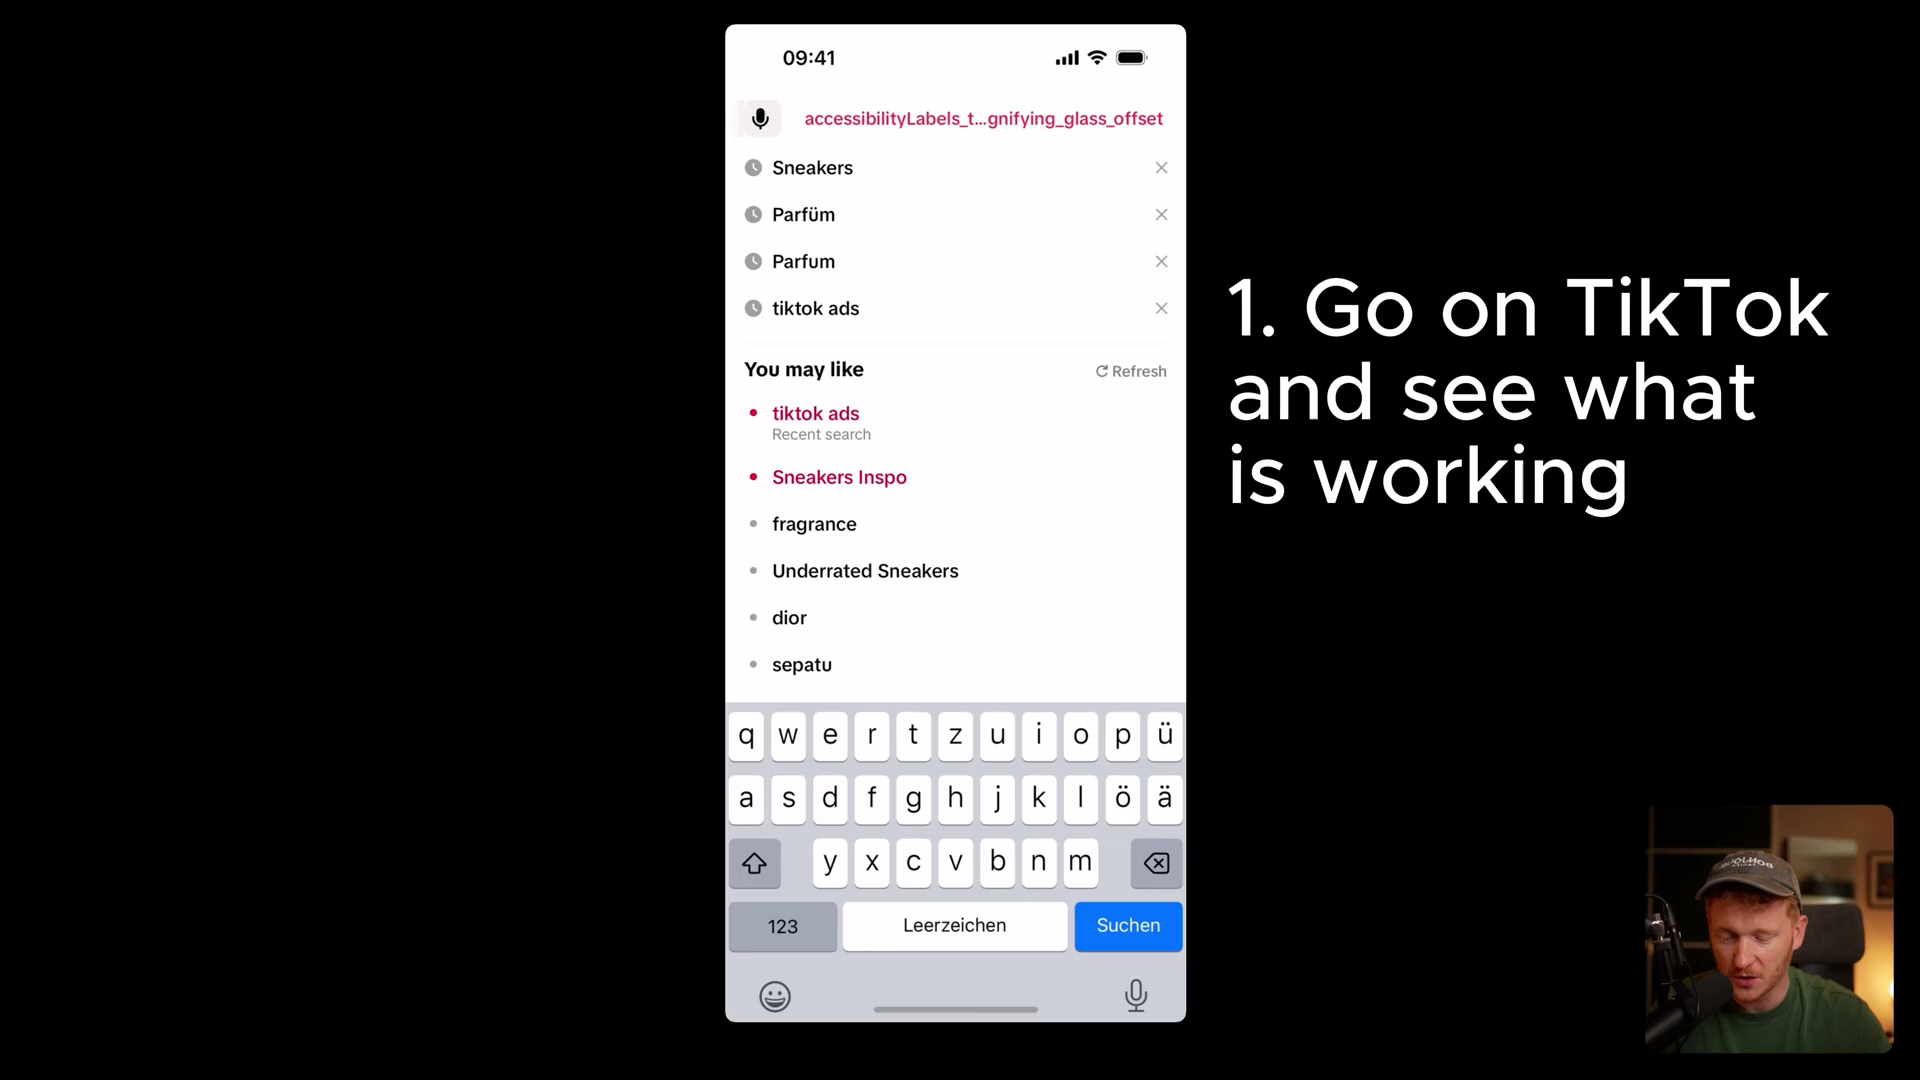 09:41
accessibilityLabels_t...gnifying_glass_offset
Sneakers
Parfüm
Parfum
tiktok ads
You may like
Refresh
tiktok ads
Recent search
Sneakers Inspo
fragrance
Underrated Sneakers
dior
sepatu
q w e r t z u i o p ü
a s d f g h j k l ö ä
y x c v b n m
123 Leerzeichen Suchen
1. Go on TikTok
and see what
is working